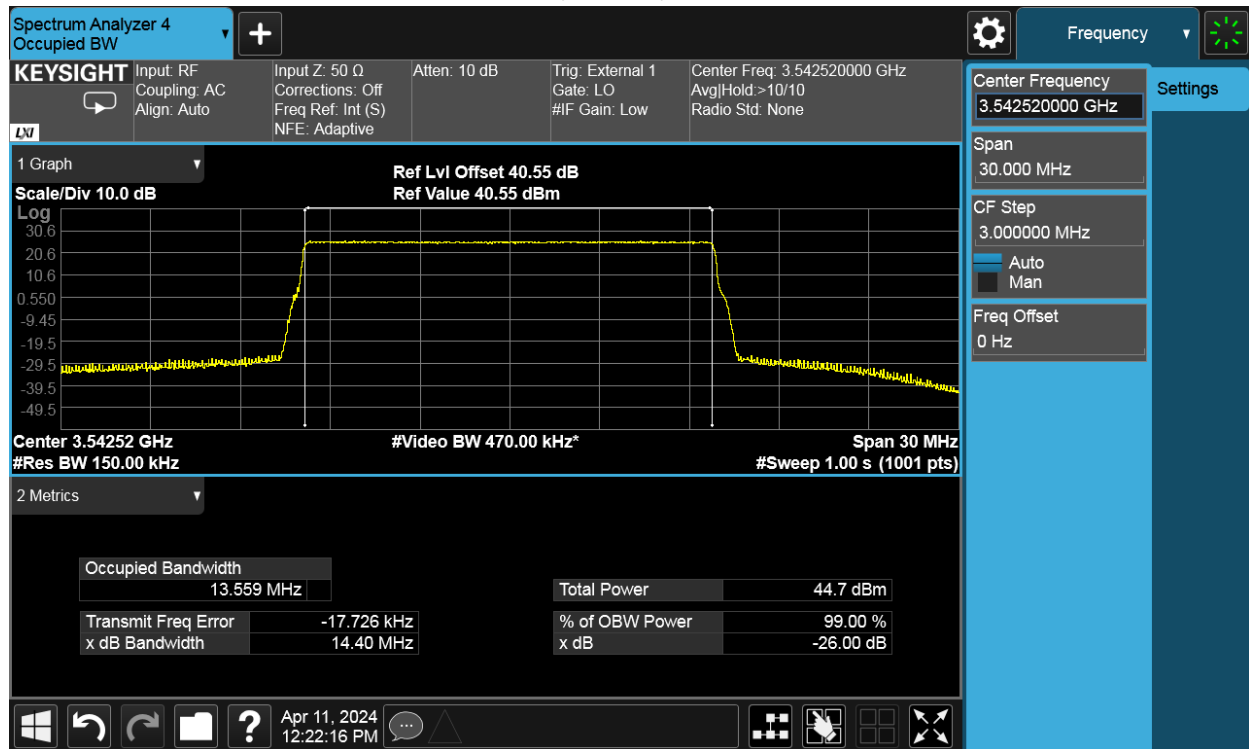 Spectrum Analyzer 4
Occupied BW
+
Frequency
KEYSIGHT
LXI
Input: RF
Coupling: AC
Align: Auto
Input Z: 50 Ω
Corrections: Off
Freq Ref: Int (S)
NFE: Adaptive
Atten: 10 dB
Trig: External 1
Gate: LO
#IF Gain: Low
Center Freq: 3.542520000 GHz
Avg|Hold:>10/10
Radio Std: None
Center Frequency
3.542520000 GHz
Settings
Span
30.000 MHz
CF Step
3.000000 MHz
Auto
Man
Freq Offset
0 Hz
1 Graph
Scale/Div 10.0 dB
Log
Ref Lvl Offset 40.55 dB
Ref Value 40.55 dBm
30.6
20.6
10.6
0.550
-9.45
-19.5
-29.5
-39.5
-49.5
Center 3.54252 GHz
#Video BW 470.00 kHz*
Span 30 MHz
#Res BW 150.00 kHz
#Sweep 1.00 s (1001 pts)
2 Metrics
Occupied Bandwidth
13.559 MHz
Total Power 44.7 dBm
Transmit Freq Error -17.726 kHz
% of OBW Power 99.00 %
x dB Bandwidth 14.40 MHz
x dB -26.00 dB
?
Apr 11, 2024
12:22:16 PM